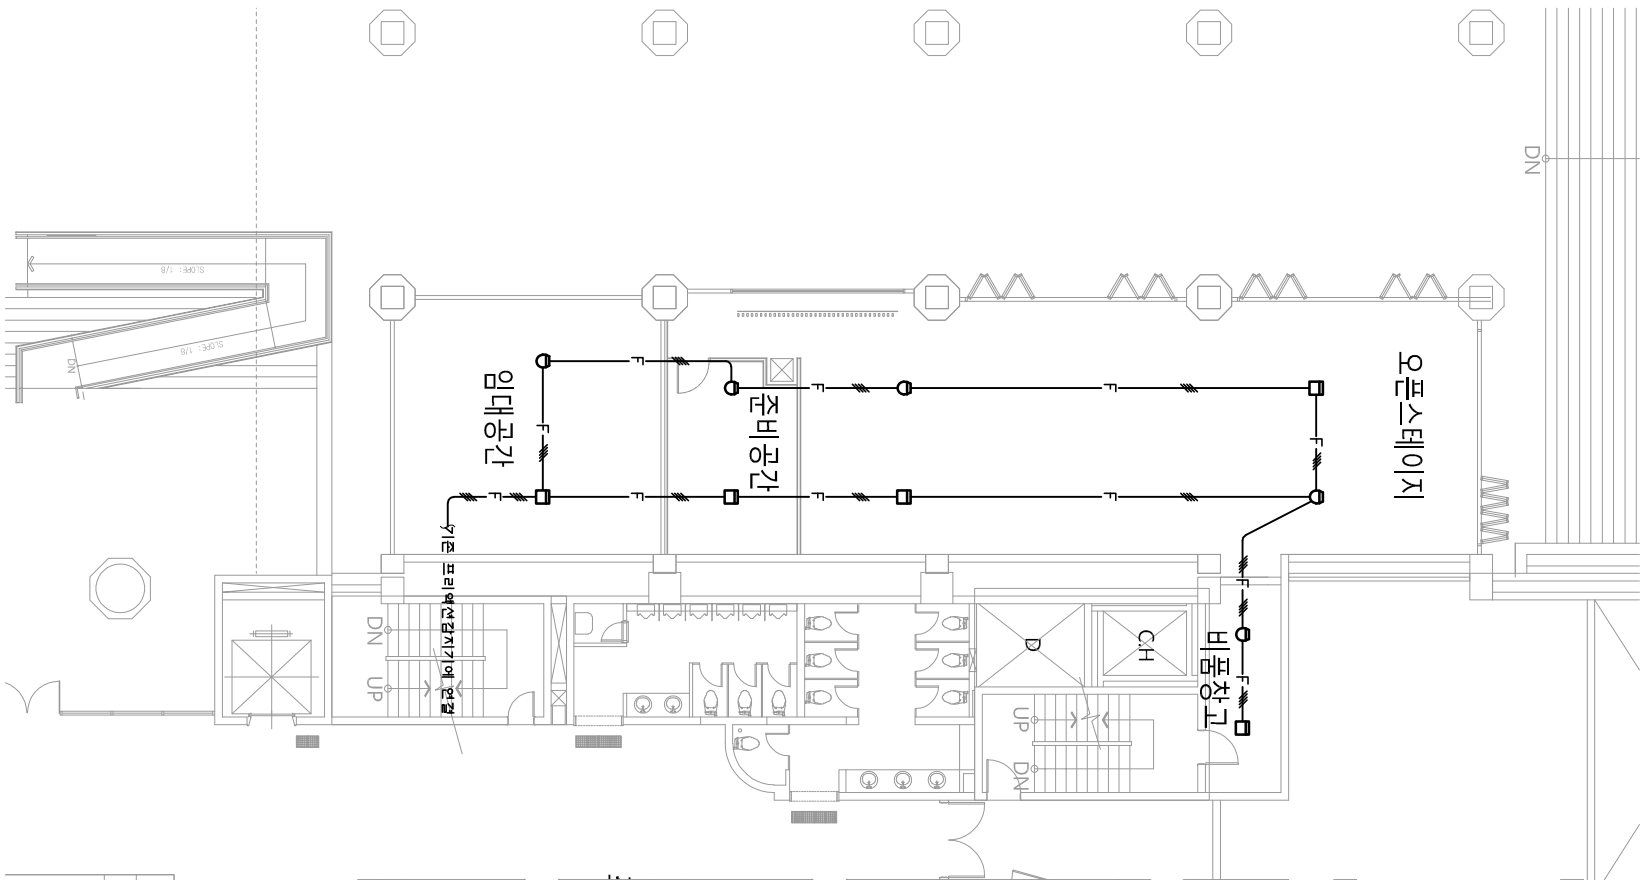 DN
SLOPE: 1/8
SLOPE: 1/8
DN
임대공간
준비공간
오픈스테이지
비품창고
F
F
F
F
F
F
F
F
F
F
F
기존 프리액션감지기에 연결
DN
UP
D
C.H
UP
DN